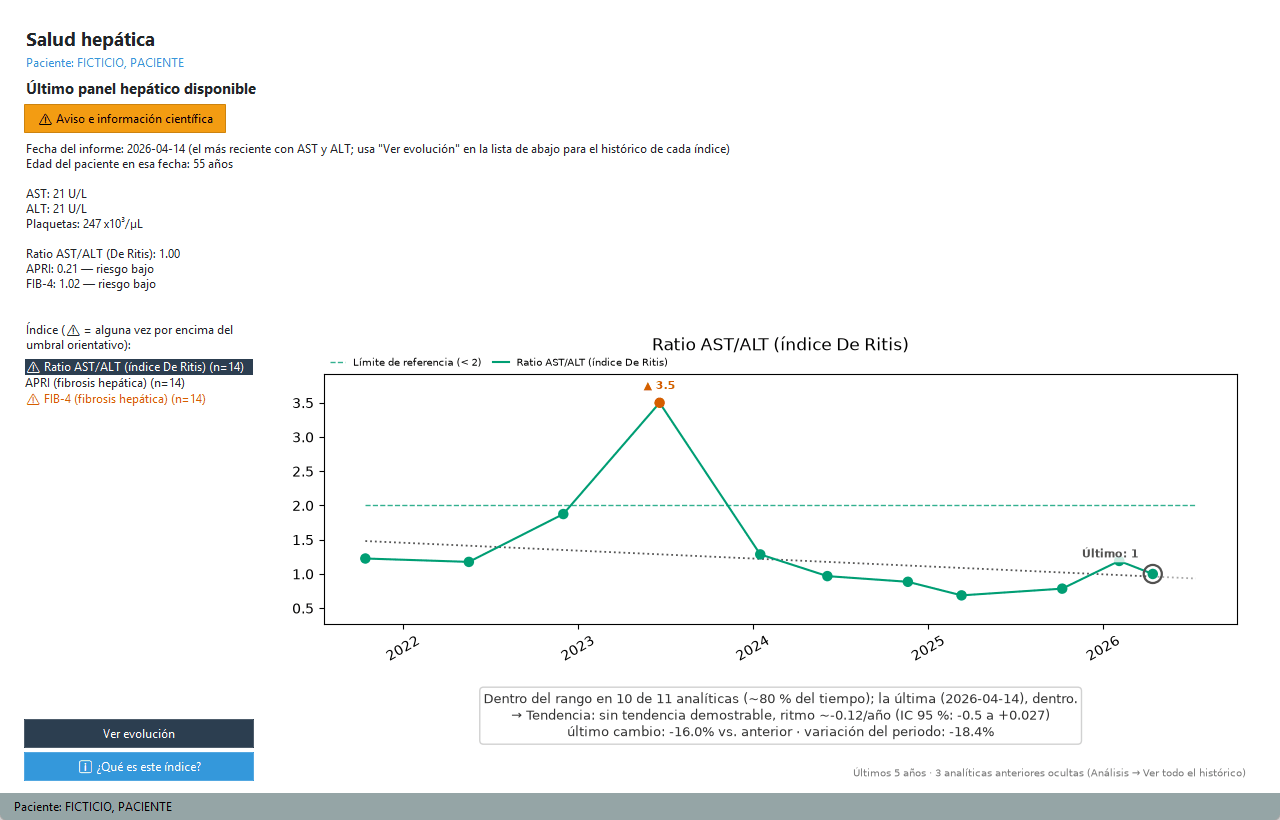 Salud hepática
Paciente: FICTICIO, PACIENTE
Último panel hepático disponible
⚠ Aviso e información científica
Fecha del informe: 2026-04-14 (el más reciente con AST y ALT; usa "Ver evolución" en la lista de abajo para el histórico de cada índice)
Edad del paciente en esa fecha: 55 años
AST: 21 U/L
ALT: 21 U/L
Plaquetas: 247 x10³/µL
Ratio AST/ALT (De Ritis): 1.00
APRI: 0.21 — riesgo bajo
FIB-4: 1.02 — riesgo bajo
Índice (⚠ = alguna vez por encima del
umbral orientativo):
⚠ Ratio AST/ALT (índice De Ritis) (n=14)
APRI (fibrosis hepática) (n=14)
⚠ FIB-4 (fibrosis hepática) (n=14)
Ratio AST/ALT (índice De Ritis)
Límite de referencia (< 2)
Ratio AST/ALT (índice De Ritis)
▲ 3.5
3.5
3.0
2.5
2.0
1.5
1.0
0.5
Último: 1
2022
2023
2024
2025
2026
Dentro del rango en 10 de 11 analíticas (~80 % del tiempo); la última (2026-04-14), dentro.
→ Tendencia: sin tendencia demostrable, ritmo ~-0.12/año (IC 95 %: -0.5 a +0.027)
último cambio: -16.0% vs. anterior · variación del periodo: -18.4%
Últimos 5 años · 3 analíticas anteriores ocultas (Análisis → Ver todo el histórico)
Ver evolución
ℹ ¿Qué es este índice?
Paciente: FICTICIO, PACIENTE